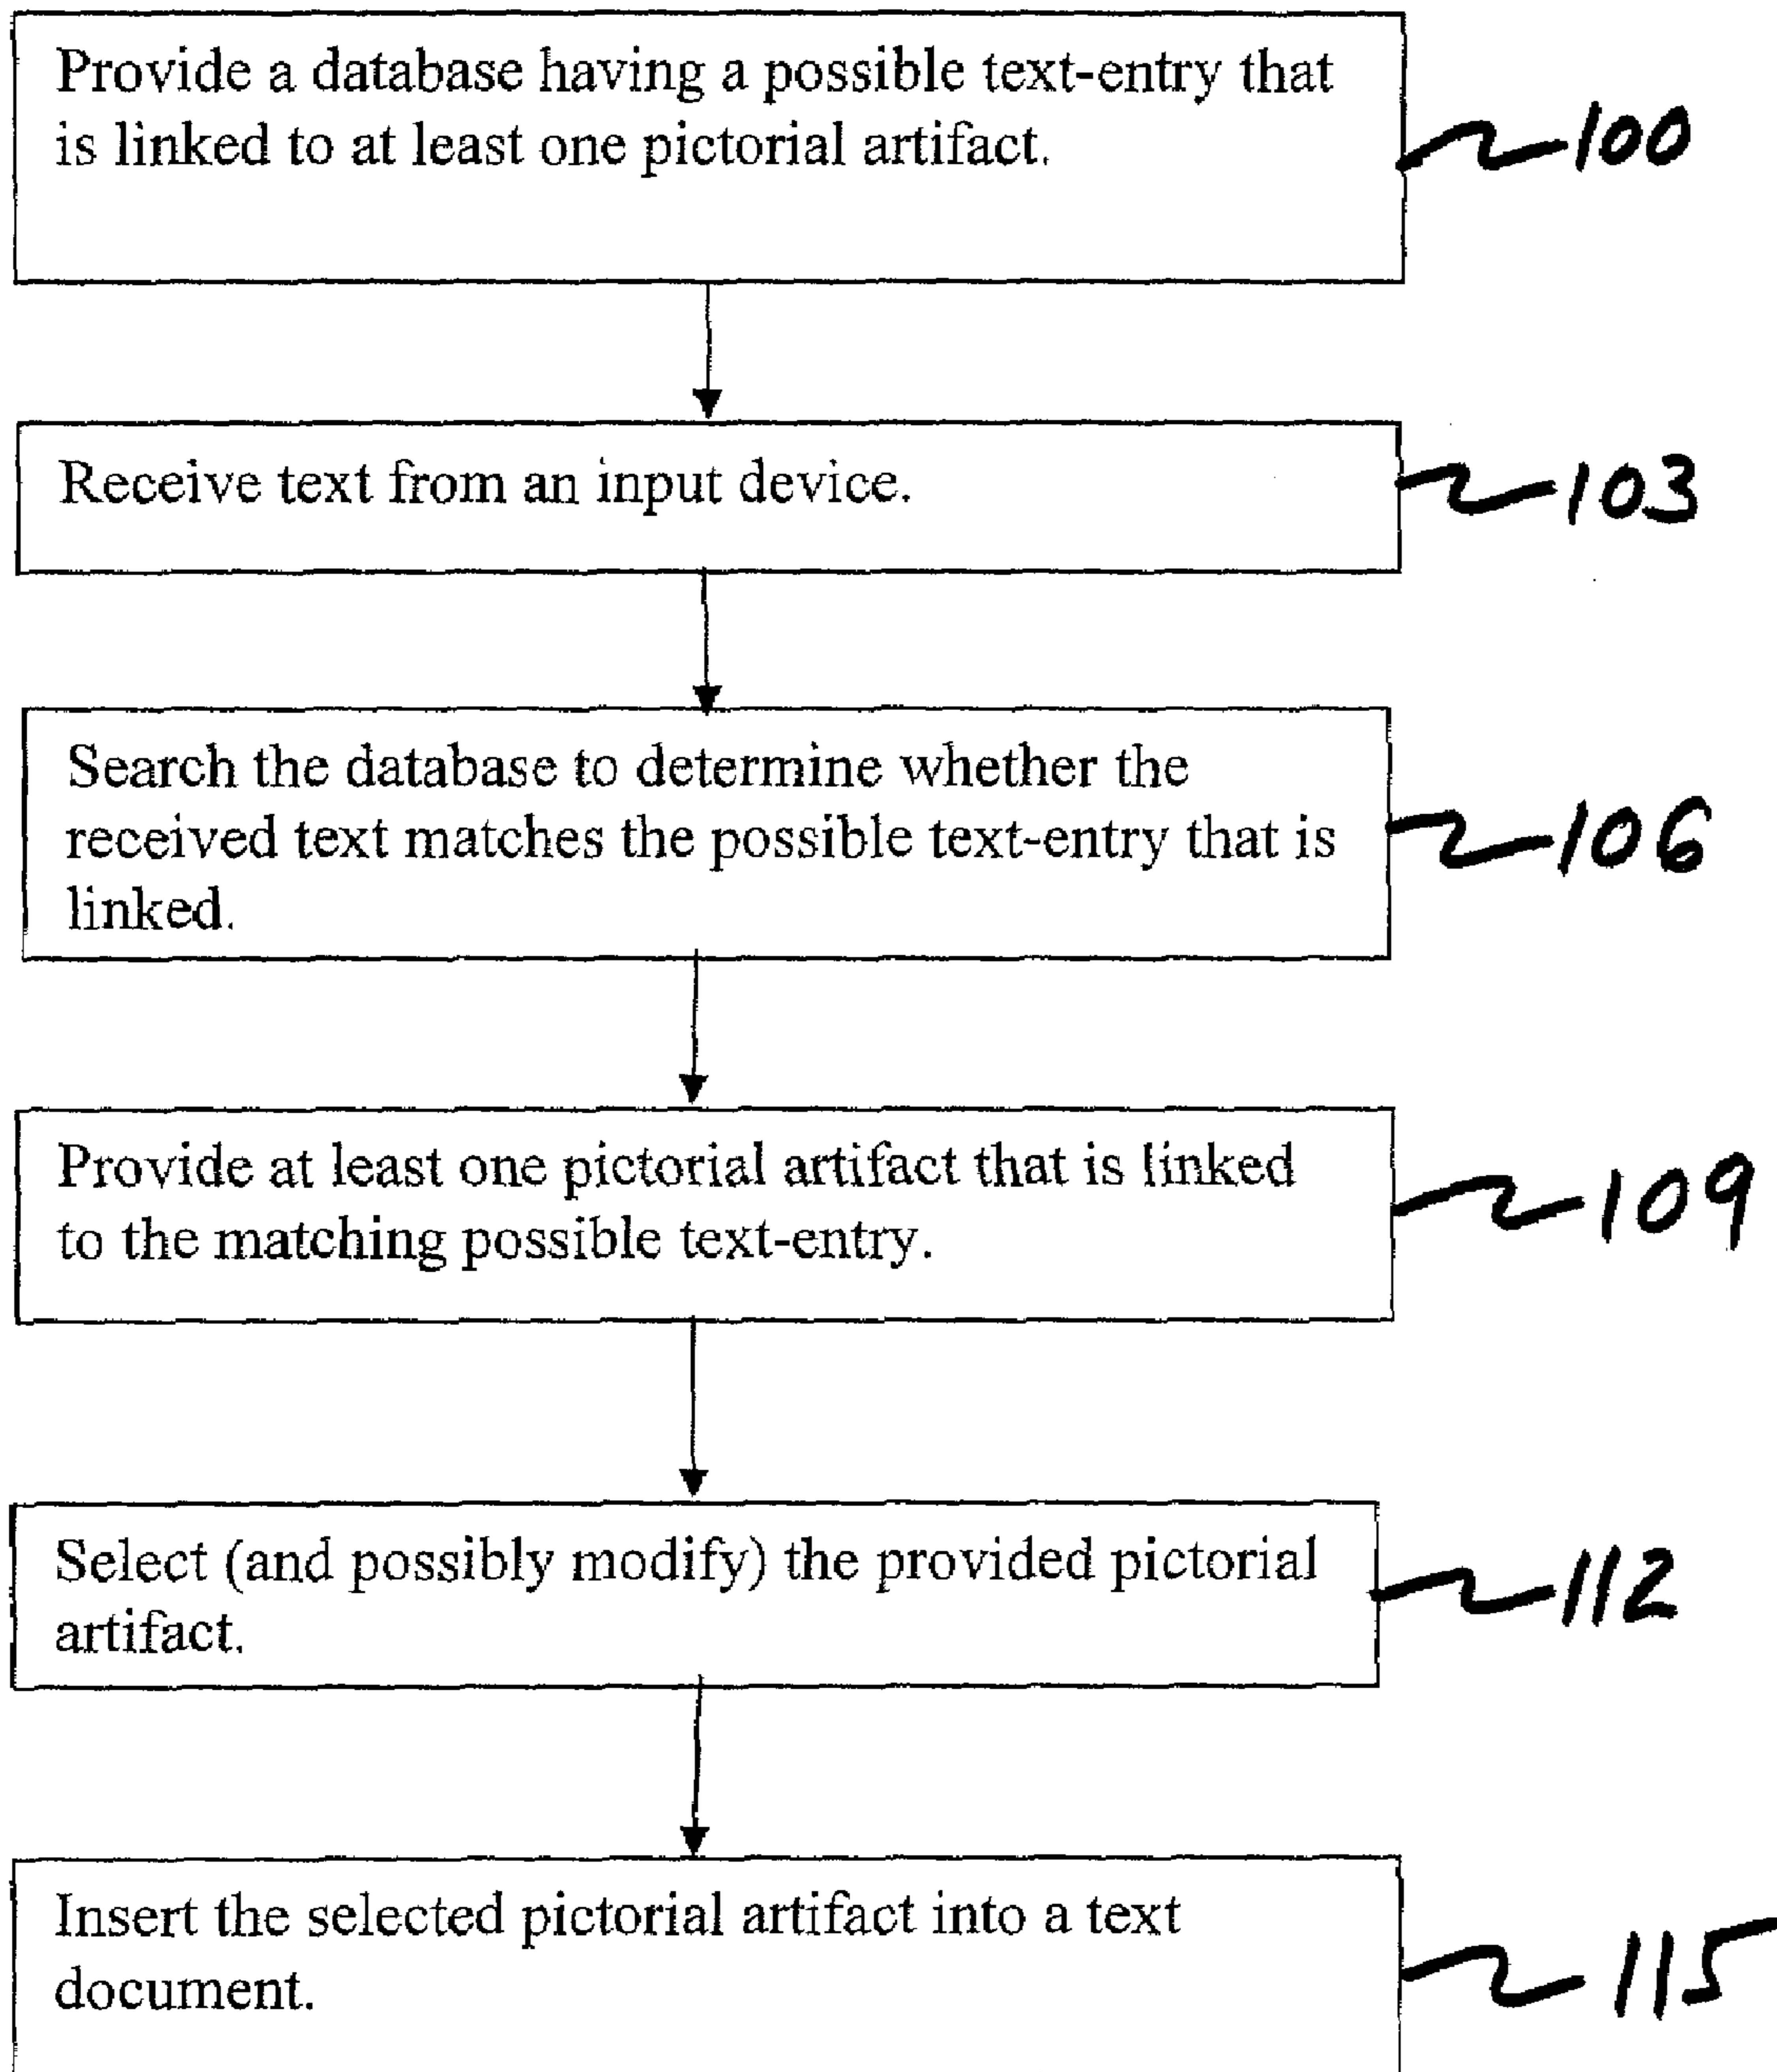 Provide a database having a possible text-entry that
is linked to at least one pictorial artifact.
100
Receive text from an input device.
103
Search the database to determine whether the
received text matches the possible text-entry that is
linked.
106
Provide at least one pictorial artifact that is linked
to the matching possible text-entry.
109
Select (and possibly modify) the provided pictorial
artifact.
112
Insert the selected pictorial artifact into a text
document.
115